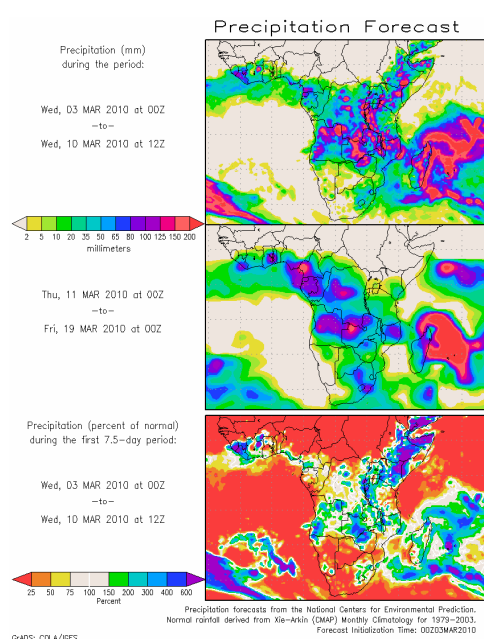 Precipitation Forecast
Precipitation (mm)
during the period:
Wed, 03 MAR 2010 at 00Z
-to-
Wed, 10 MAR 2010 at 12Z
2 5 10 20 35 50 65 80 100 125 150 200
millimeters
Thu, 11 MAR 2010 at 00Z
-to-
Fri, 19 MAR 2010 at 00Z
Precipitation (percent of normal)
during the first 7.5-day period:
Wed, 03 MAR 2010 at 00Z
-to-
Wed, 10 MAR 2010 at 12Z
25 50 75 100 150 200 300 400 600
Percent
Precipitation forecasts from the National Centers for Environmental Prediction.
Normal rainfall derived from Xie-Arkin (CMAP) Monthly Climatology for 1979-2003.
Forecast Initialization Time: 00Z03MAR2010
GrADS: COLA/IGES